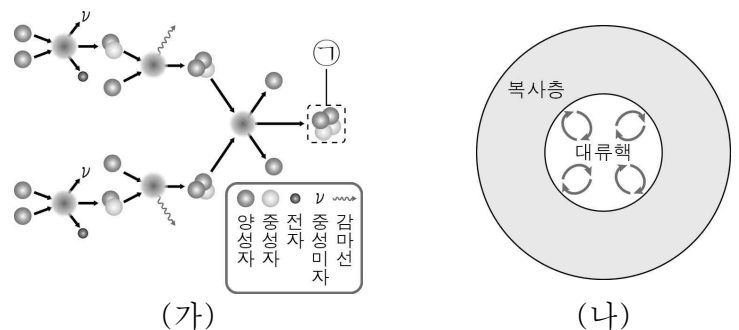 ν
㉠
ν
ν
양성자 중성자 전자 중성미자 감마선
(가)
복사층
대류핵
(나)